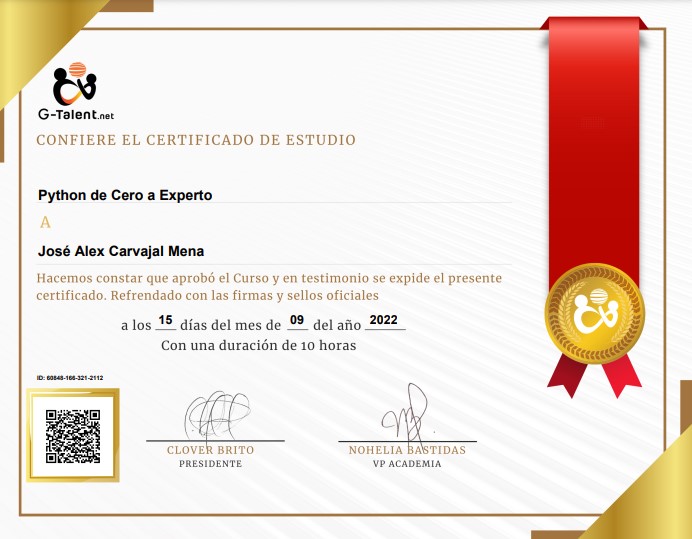 G-Talent.net
CONFIERE EL CERTIFICADO DE ESTUDIO
Python de Cero a Experto
A
José Alex Carvajal Mena
Hacemos constar que aprobó el Curso y en testimonio se expide el presente
certificado. Refrendado con las firmas y sellos oficiales
a los 15 días del mes de 09 del año 2022
Con una duración de 10 horas
ID: 60848-166-321-2112
CLOVER BRITO
PRESIDENTE
NOHELIA BASTIDAS
VP ACADEMIA